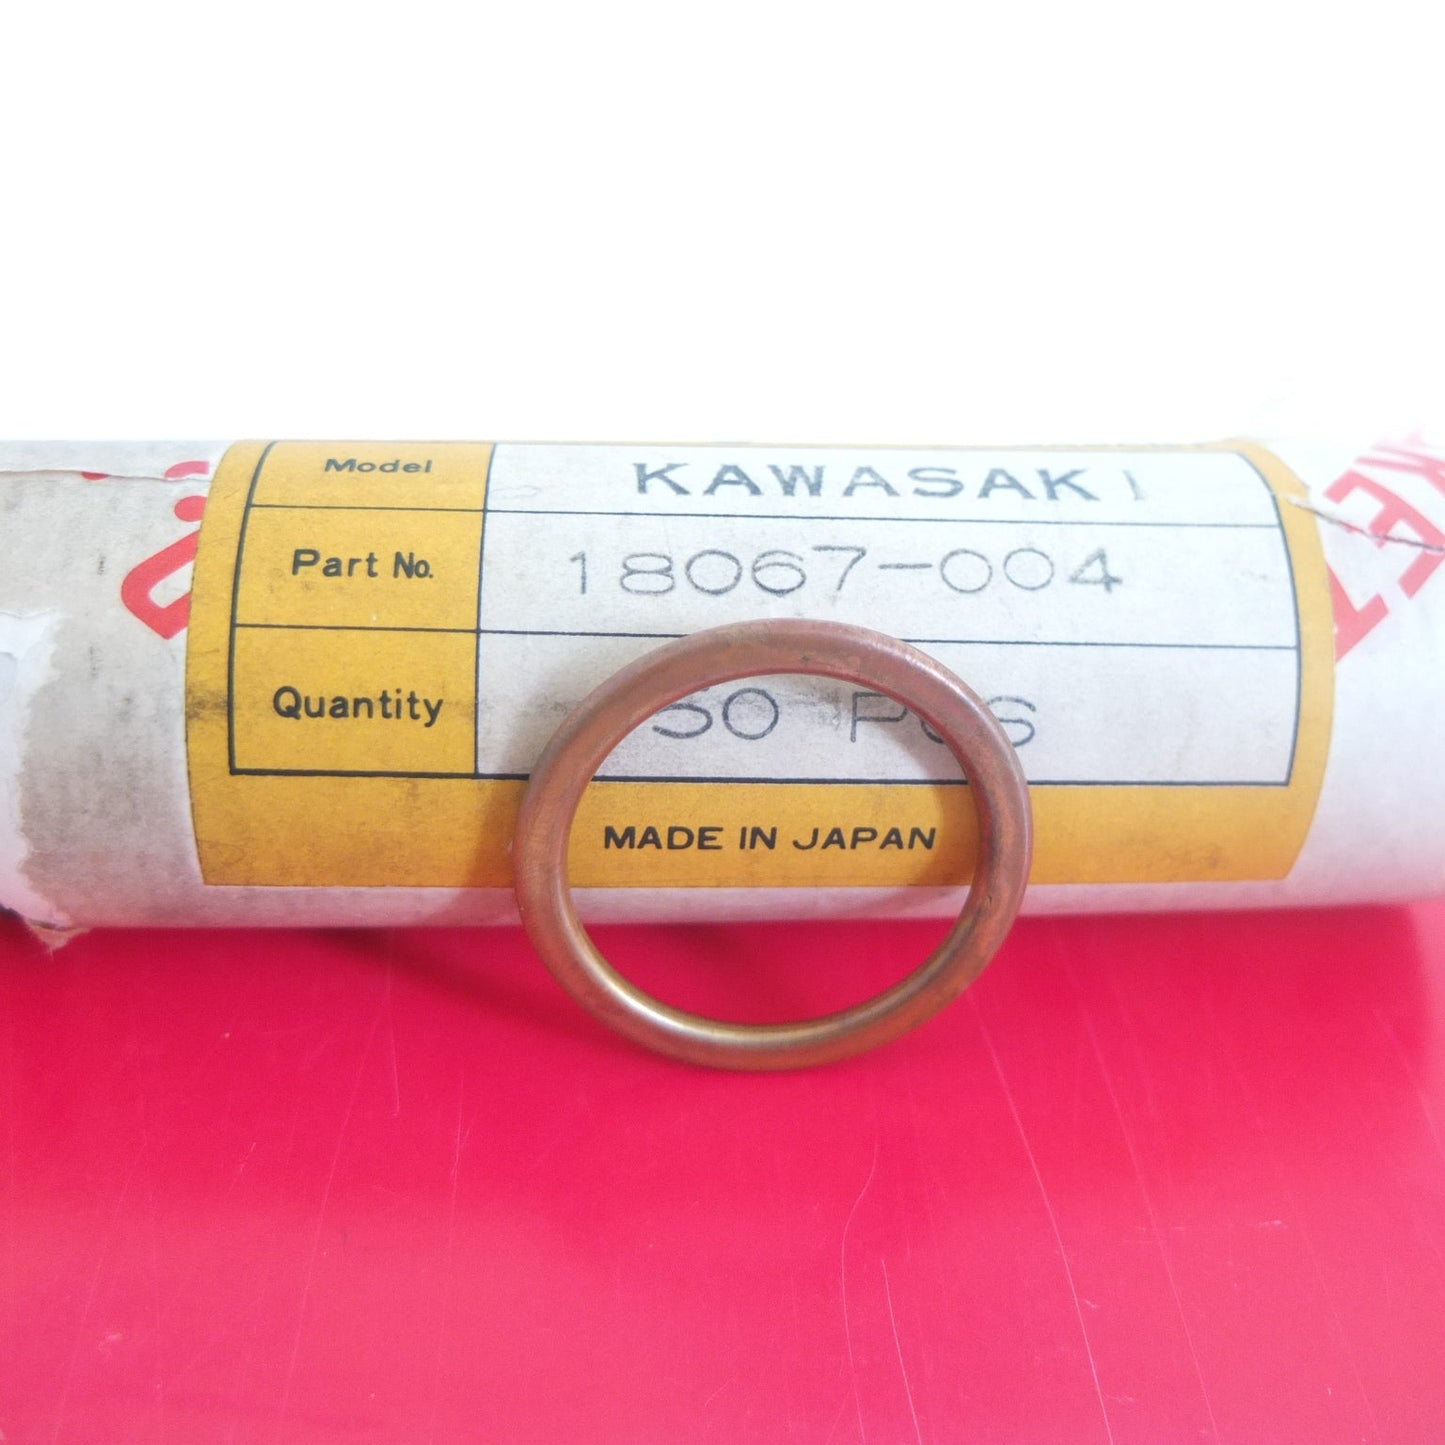 Model KAWASAKI
Part No. 18067-004
Quantity 50 Pcs
MADE IN JAPAN